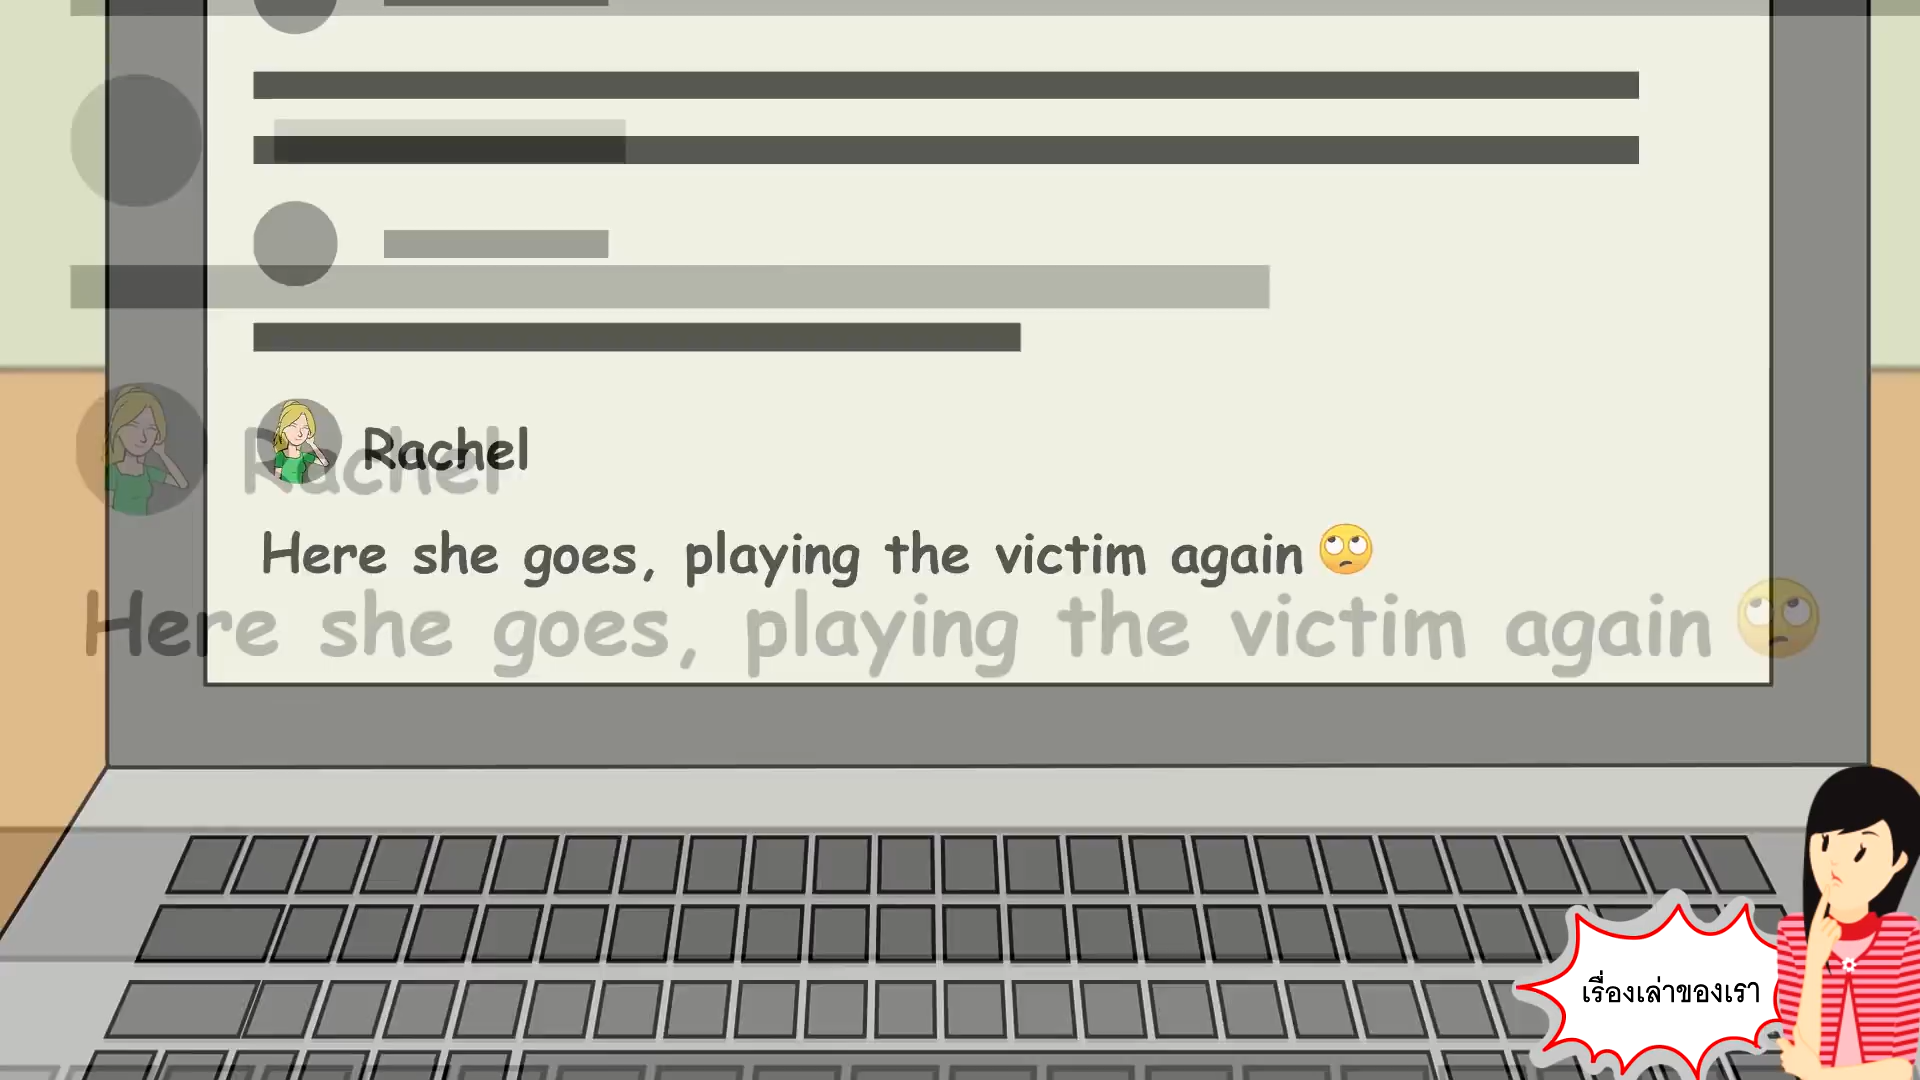 Rachel
Rachel
Here she goes, playing the victim again 🙄
Here she goes, playing the victim again 🙄
เรื่องเล่าของเรา